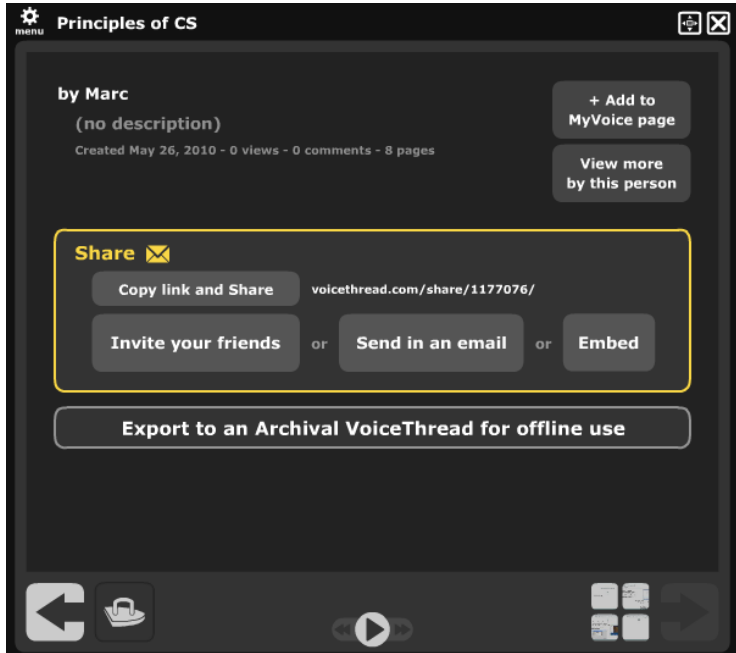 menu Principles of CS
by Marc
(no description)
Created May 26, 2010 - 0 views - 0 comments - 8 pages
+ Add to
MyVoice page
View more
by this person
Share
Copy link and Share voicethread.com/share/1177076/
Invite your friends or Send in an email or Embed
Export to an Archival VoiceThread for offline use